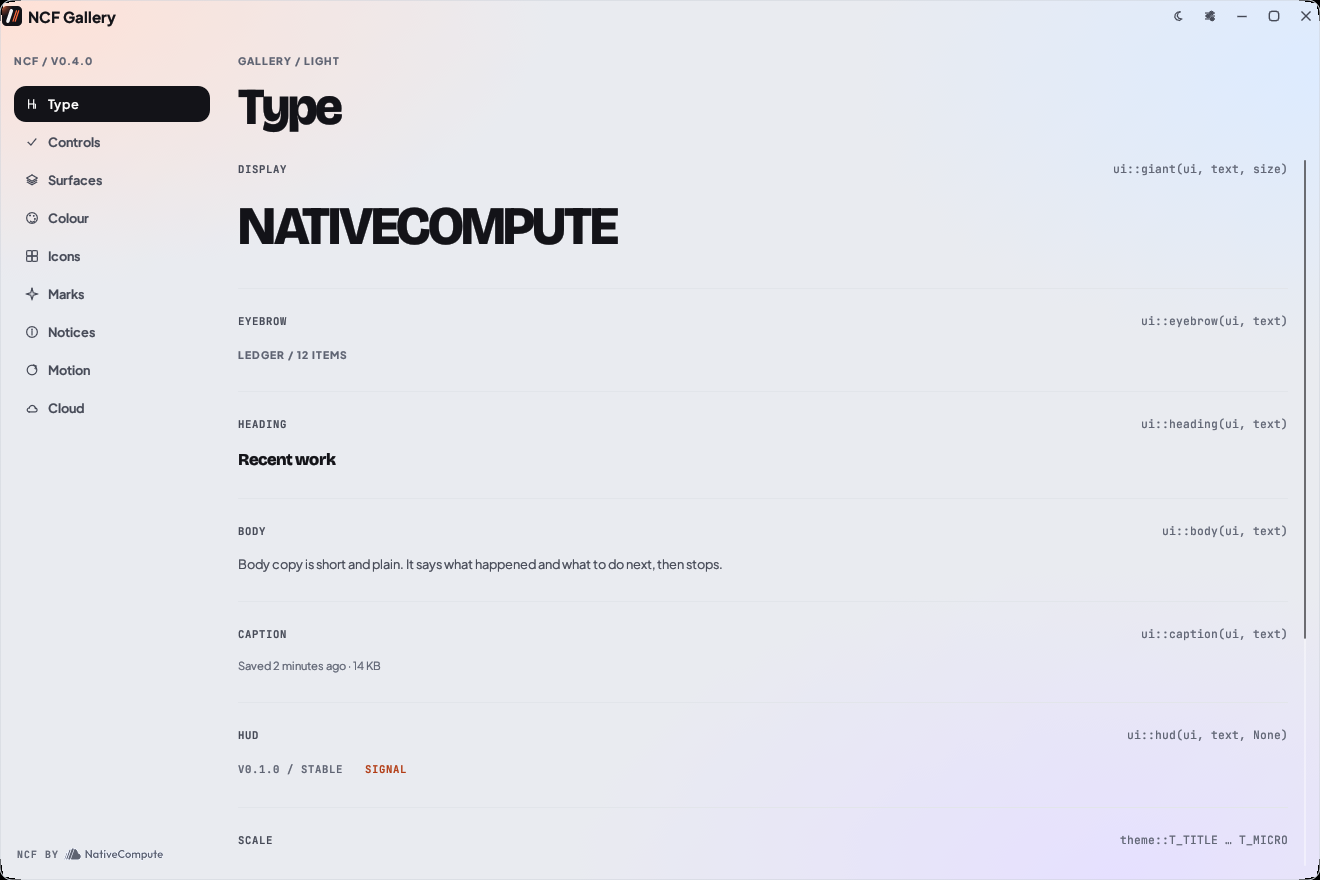 NCF Gallery
NCF / V0.4.0
Type
Controls
Surfaces
Colour
Icons
Marks
Notices
Motion
Cloud
NCF BY NativeCompute
GALLERY / LIGHT
Type
DISPLAY ui::giant(ui, text, size)
NATIVECOMPUTE
EYEBROW ui::eyebrow(ui, text)
LEDGER / 12 ITEMS
HEADING ui::heading(ui, text)
Recent work
BODY ui::body(ui, text)
Body copy is short and plain. It says what happened and what to do next, then stops.
CAPTION ui::caption(ui, text)
Saved 2 minutes ago · 14 KB
HUD ui::hud(ui, text, None)
V0.1.0 / STABLE SIGNAL
SCALE theme::T_TITLE … T_MICRO